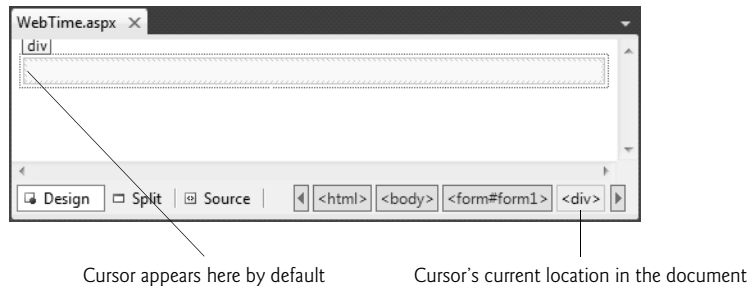 WebTime.aspx
div
Design Split Source <html> <body> <form#form1> <div>
Cursor appears here by default Cursor's current location in the document